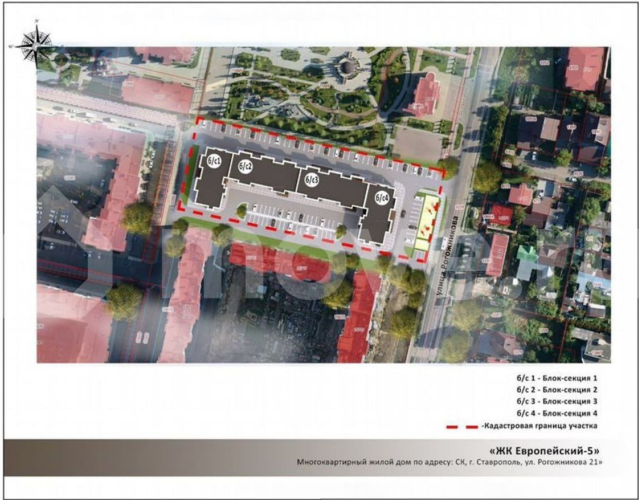 б/с1
б/с2
б/с3
б/с4
улица Рогожникова
б/с 1 - Блок-секция 1
б/с 2 - Блок-секция 2
б/с 3 - Блок-секция 3
б/с 4 - Блок-секция 4
-Кадастровая граница участка
«ЖК Европейский-5»
Многоквартирный жилой дом по адресу: СК, г. Ставрополь, ул. Рогожникова 21»